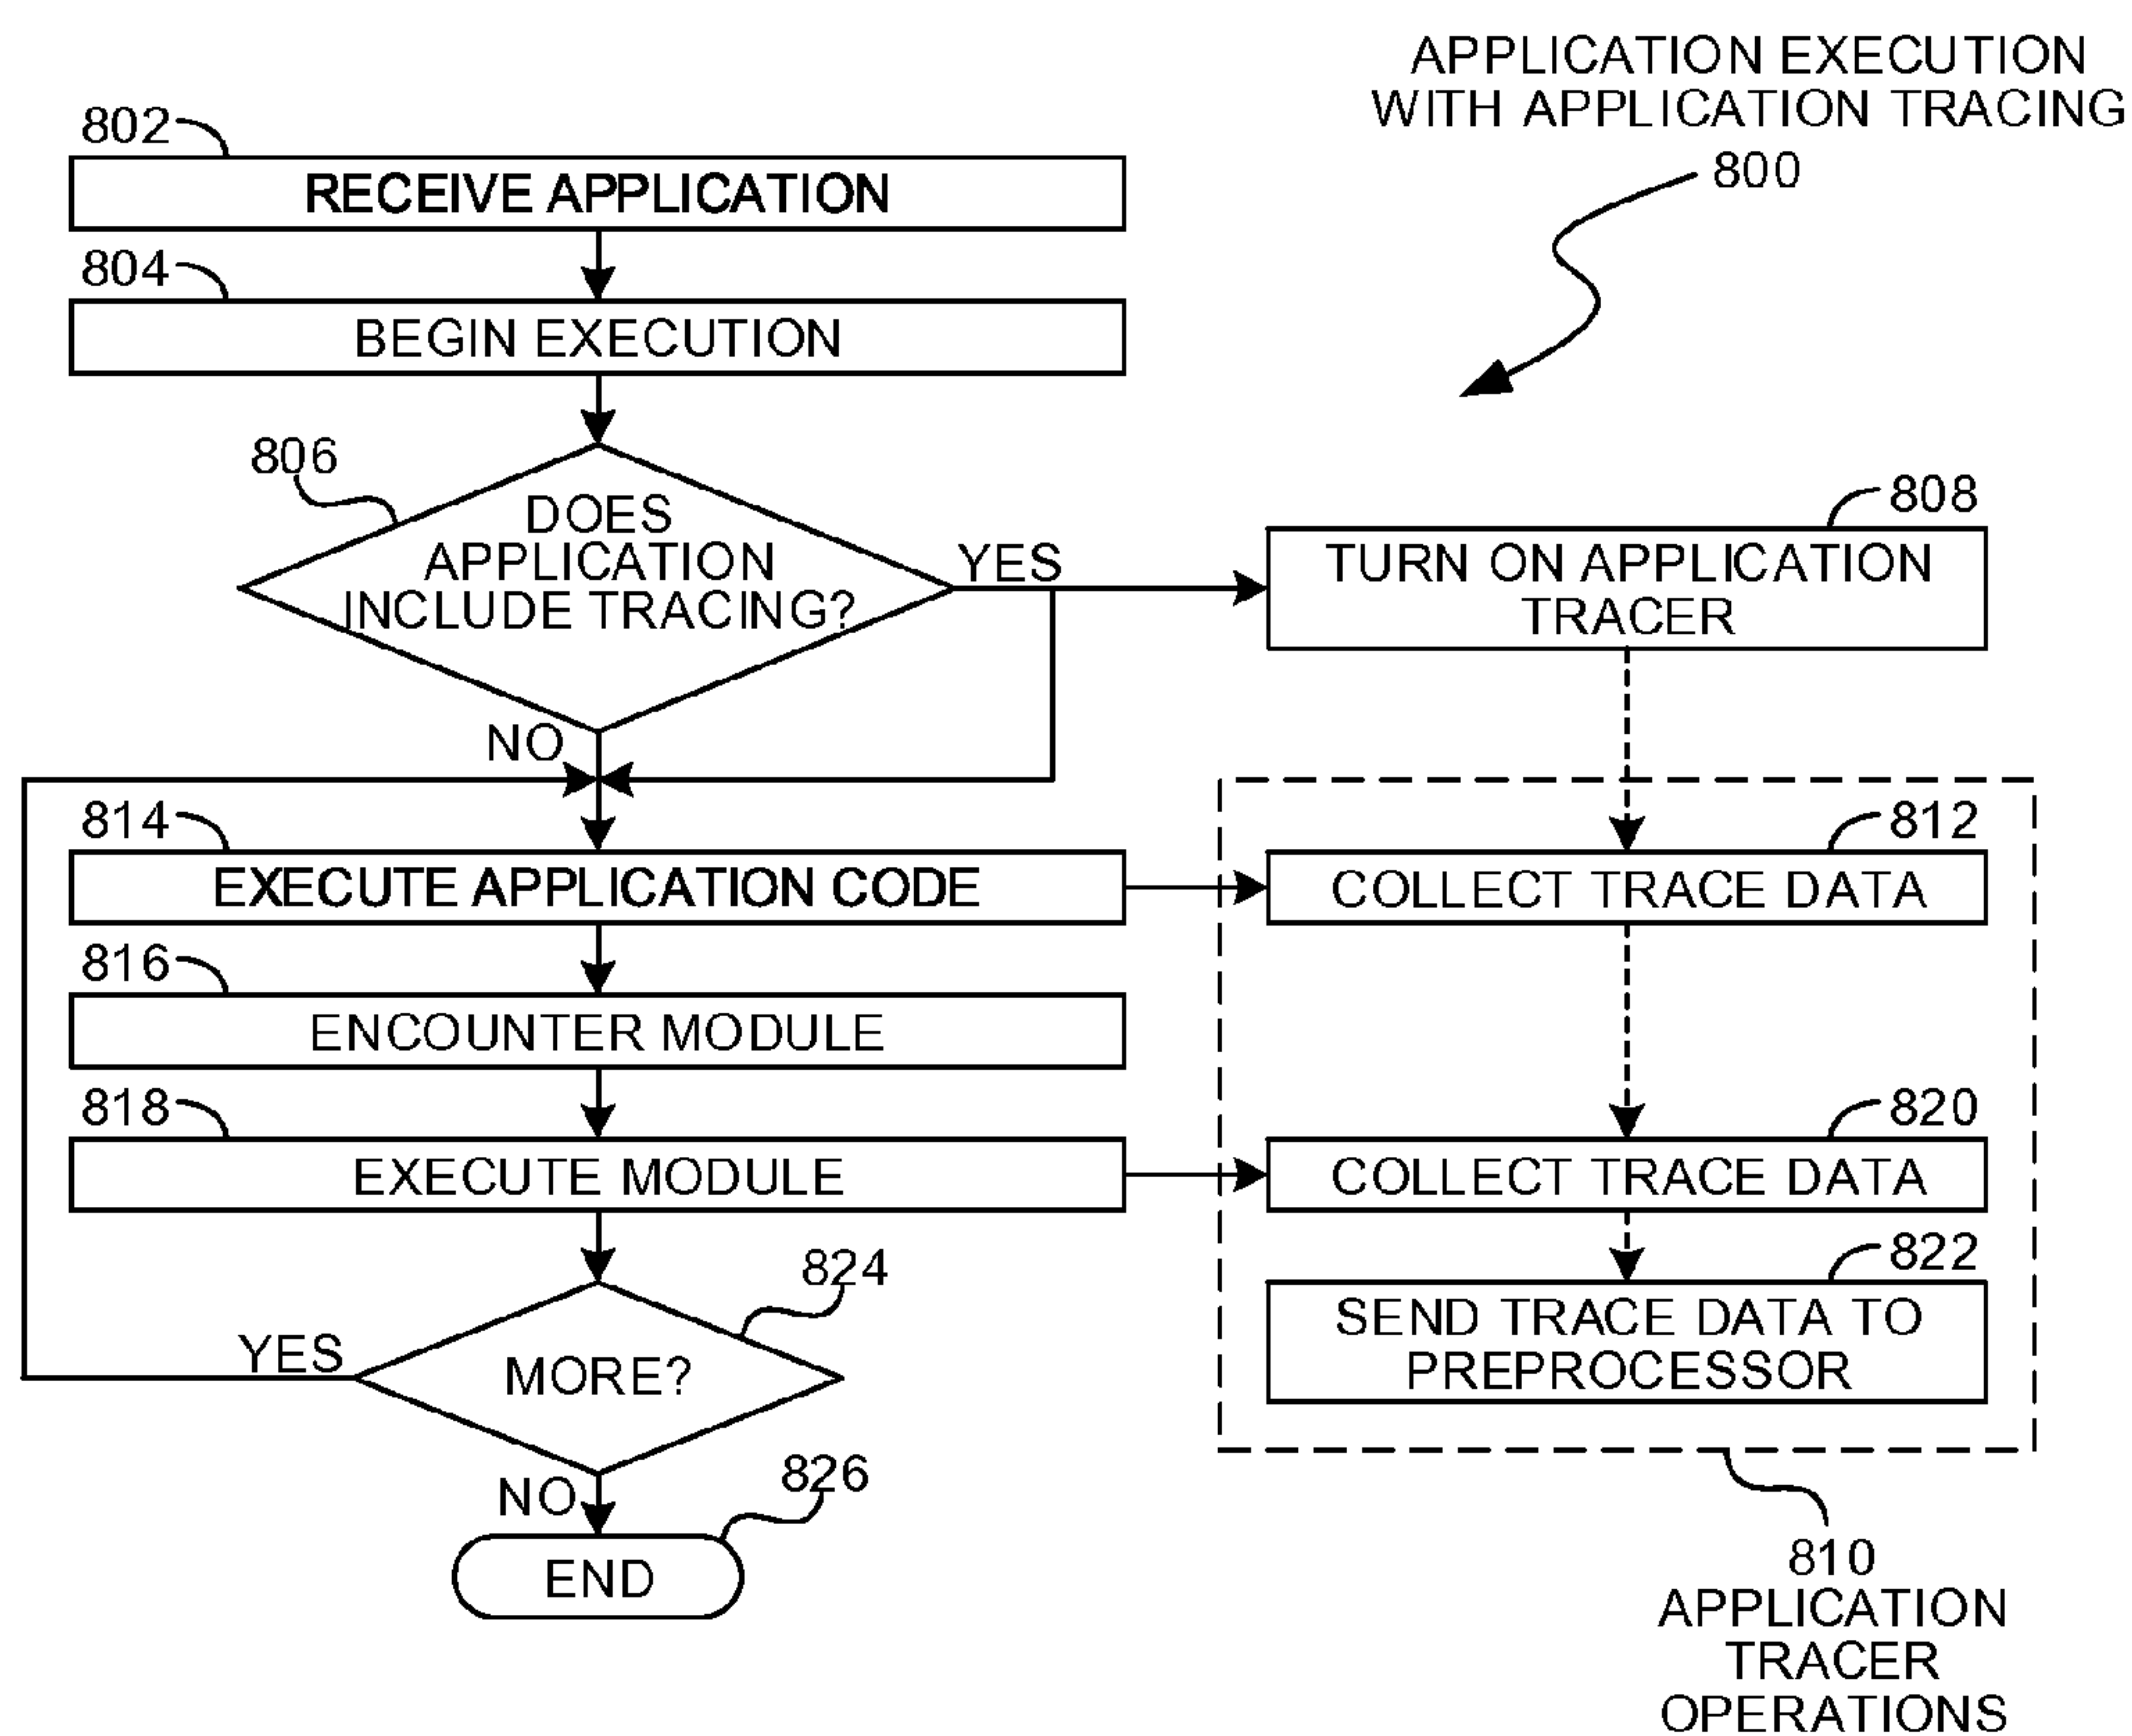 APPLICATION EXECUTION
WITH APPLICATION TRACING
800
802
RECEIVE APPLICATION
804
BEGIN EXECUTION
806
DOES
APPLICATION
INCLUDE TRACING?
YES
NO
808
TURN ON APPLICATION
TRACER
814
EXECUTE APPLICATION CODE
812
COLLECT TRACE DATA
816
ENCOUNTER MODULE
818
EXECUTE MODULE
820
COLLECT TRACE DATA
822
SEND TRACE DATA TO
PREPROCESSOR
824
MORE?
YES
NO
826
END
810
APPLICATION
TRACER
OPERATIONS